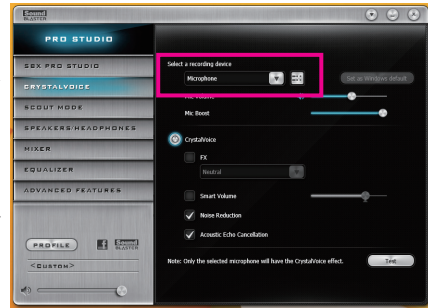 Sound
BLASTER
PRO STUDIO
SBX PRO STUDIO
CRYSTALVOICE
SCOUT MODE
SPEAKERS/HEADPHONES
MIXER
EQUALIZER
ADVANCED FEATURES
PROFILE
Sound
BLASTER
<CUSTOM>
Select a recording device
Microphone
Set as Windows default
Mic Volume
Mic Boost
CrystalVoice
FX
Neutral
Smart Volume
Noise Reduction
Acoustic Echo Cancellation
Note: Only the selected microphone will have the CrystalVoice effect.
Test